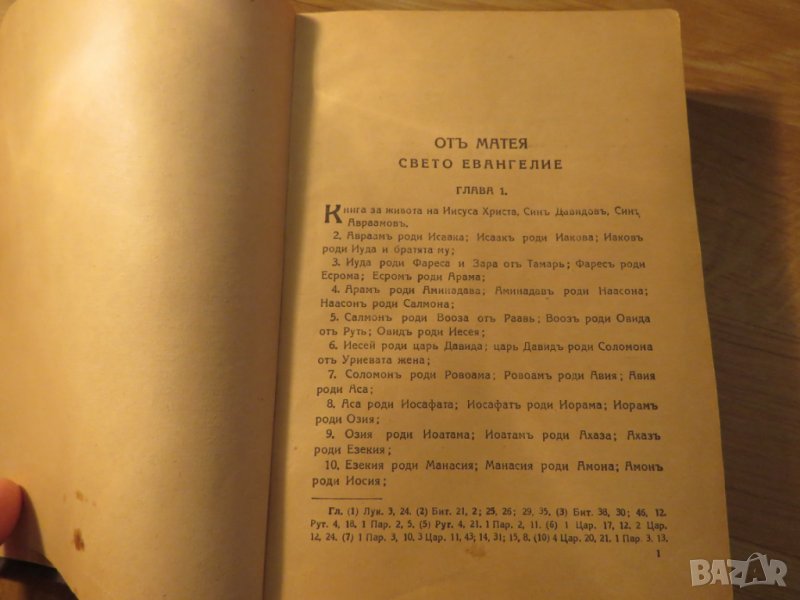 ОТЪ МАТЕЯ
СВЕТО ЕВАНГЕЛИЕ
ГЛАВА 1.
Книга за живота на Иисуса Христа, Синъ Давидовъ, Синъ
Авраамовъ.
2. Авраамъ роди Исаака; Исаакъ роди Иакова; Иаковъ
роди Иуда и братята му;
3. Иуда роди Фареса и Зара отъ Тамарь; Фаресъ роди
Есрома; Есромъ роди Арама;
4. Арамъ роди Аминадава; Аминадавъ роди Наасона;
Наасонъ роди Салмона;
5. Салмонъ роди Вооза отъ Раавь; Воозъ роди Овида
отъ Руть; Овидъ роди Иесея;
6. Иесей роди царь Давида; царь Давидъ роди Соломона
отъ Уриевата жена;
7. Соломонъ роди Ровоама; Ровоамъ роди Авия; Авия
роди Аса;
8. Аса роди Иосафата; Иосафатъ роди Иорама; Иорамъ
роди Озия;
9. Озия роди Иоатама; Иоатамъ роди Ахаза; Ахазъ
роди Езекия;
10. Езекия роди Манасия; Манасия роди Амона; Амонъ
роди Иосия;
Гл. (1) Лук. 3, 24. (2) Бит. 21, 2; 25, 26; 29, 35, (3) Бит. 38, 30; 46, 12.
Рут. 4, 18, 1 Пар. 2, 5, (5) Рут. 4, 21. 1 Пар. 2, 11. (6) 1 Цар. 17, 12. 2 Цар.
12, 24. (7) 1 Пар. 3, 10, 3 Цар. 11, 43; 14, 31; 15, 8. (10) 4 Цар. 20, 21. 1 Пар. 3, 13.
1
BAZAR
bg